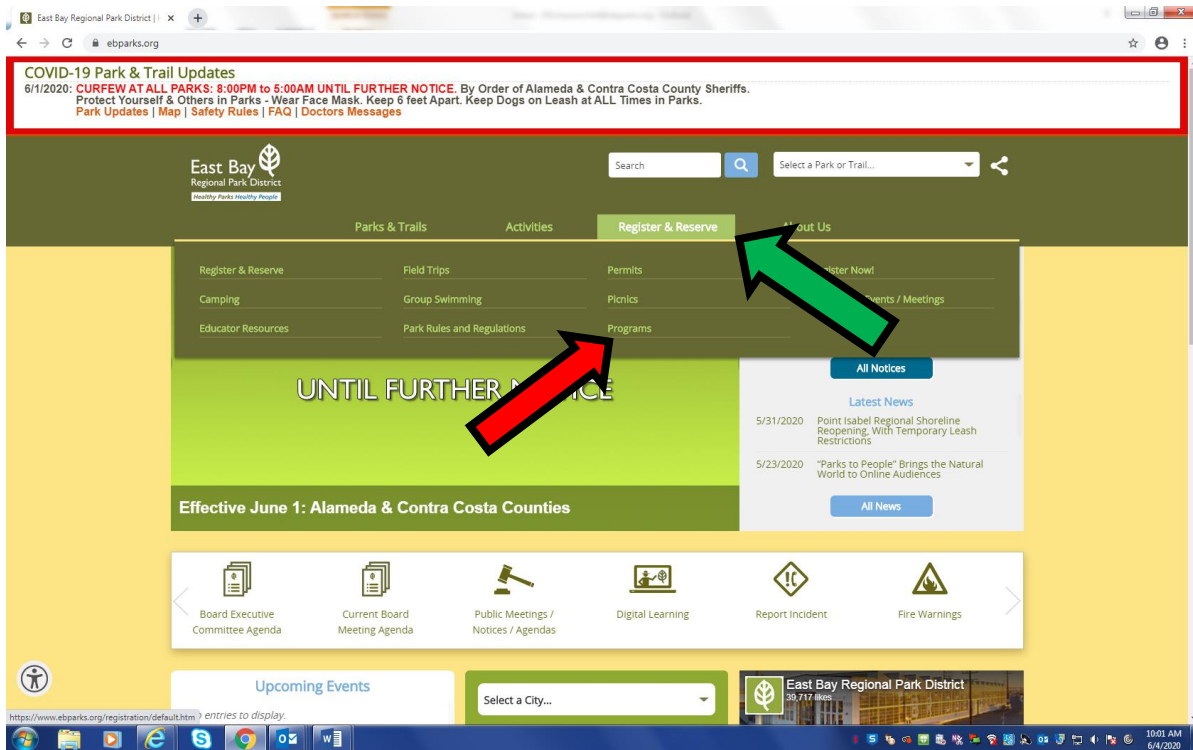 East Bay Regional Park District |
ebparks.org
COVID-19 Park & Trail Updates
6/1/2020: CURFEW AT ALL PARKS: 8:00PM to 5:00AM UNTIL FURTHER NOTICE. By Order of Alameda & Contra Costa County Sheriffs.
Protect Yourself & Others in Parks - Wear Face Mask. Keep 6 feet Apart. Keep Dogs on Leash at ALL Times in Parks.
Park Updates | Map | Safety Rules | FAQ | Doctors Messages
East Bay
Regional Park District
Healthy Parks Healthy People
Search
Select a Park or Trail...
Parks & Trails Activities Register & Reserve About Us
Register & Reserve Field Trips Permits Now!
Camping Group Swimming Picnics Events / Meetings
Educator Resources Park Rules and Regulations Programs
UNTIL FURTHER
All Notices
Latest News
5/31/2020 Point Isabel Regional Shoreline
Reopening, With Temporary Leash
Restrictions
5/23/2020 "Parks to People" Brings the Natural
World to Online Audiences
All News
Effective June 1: Alameda & Contra Costa Counties
Board Executive
Committee Agenda
Current Board
Meeting Agenda
Public Meetings /
Notices / Agendas
Digital Learning
Report Incident
Fire Warnings
Upcoming Events
entries to display.
Select a City...
East Bay Regional Park District
39,717 likes
https://www.ebparks.org/registration/default.htm
10:01 AM
6/4/2020